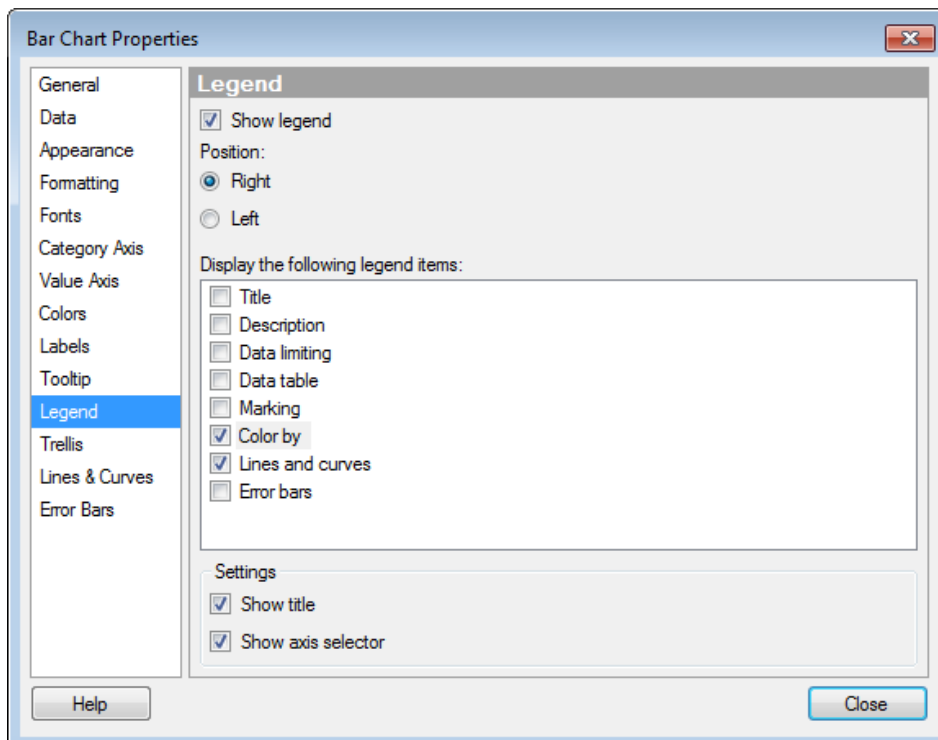 Bar Chart Properties
General
Data
Appearance
Formatting
Fonts
Category Axis
Value Axis
Colors
Labels
Tooltip
Legend
Trellis
Lines & Curves
Error Bars
Legend
Show legend
Position:
Right
Left
Display the following legend items:
Title
Description
Data limiting
Data table
Marking
Color by
Lines and curves
Error bars
Settings
Show title
Show axis selector
Help
Close